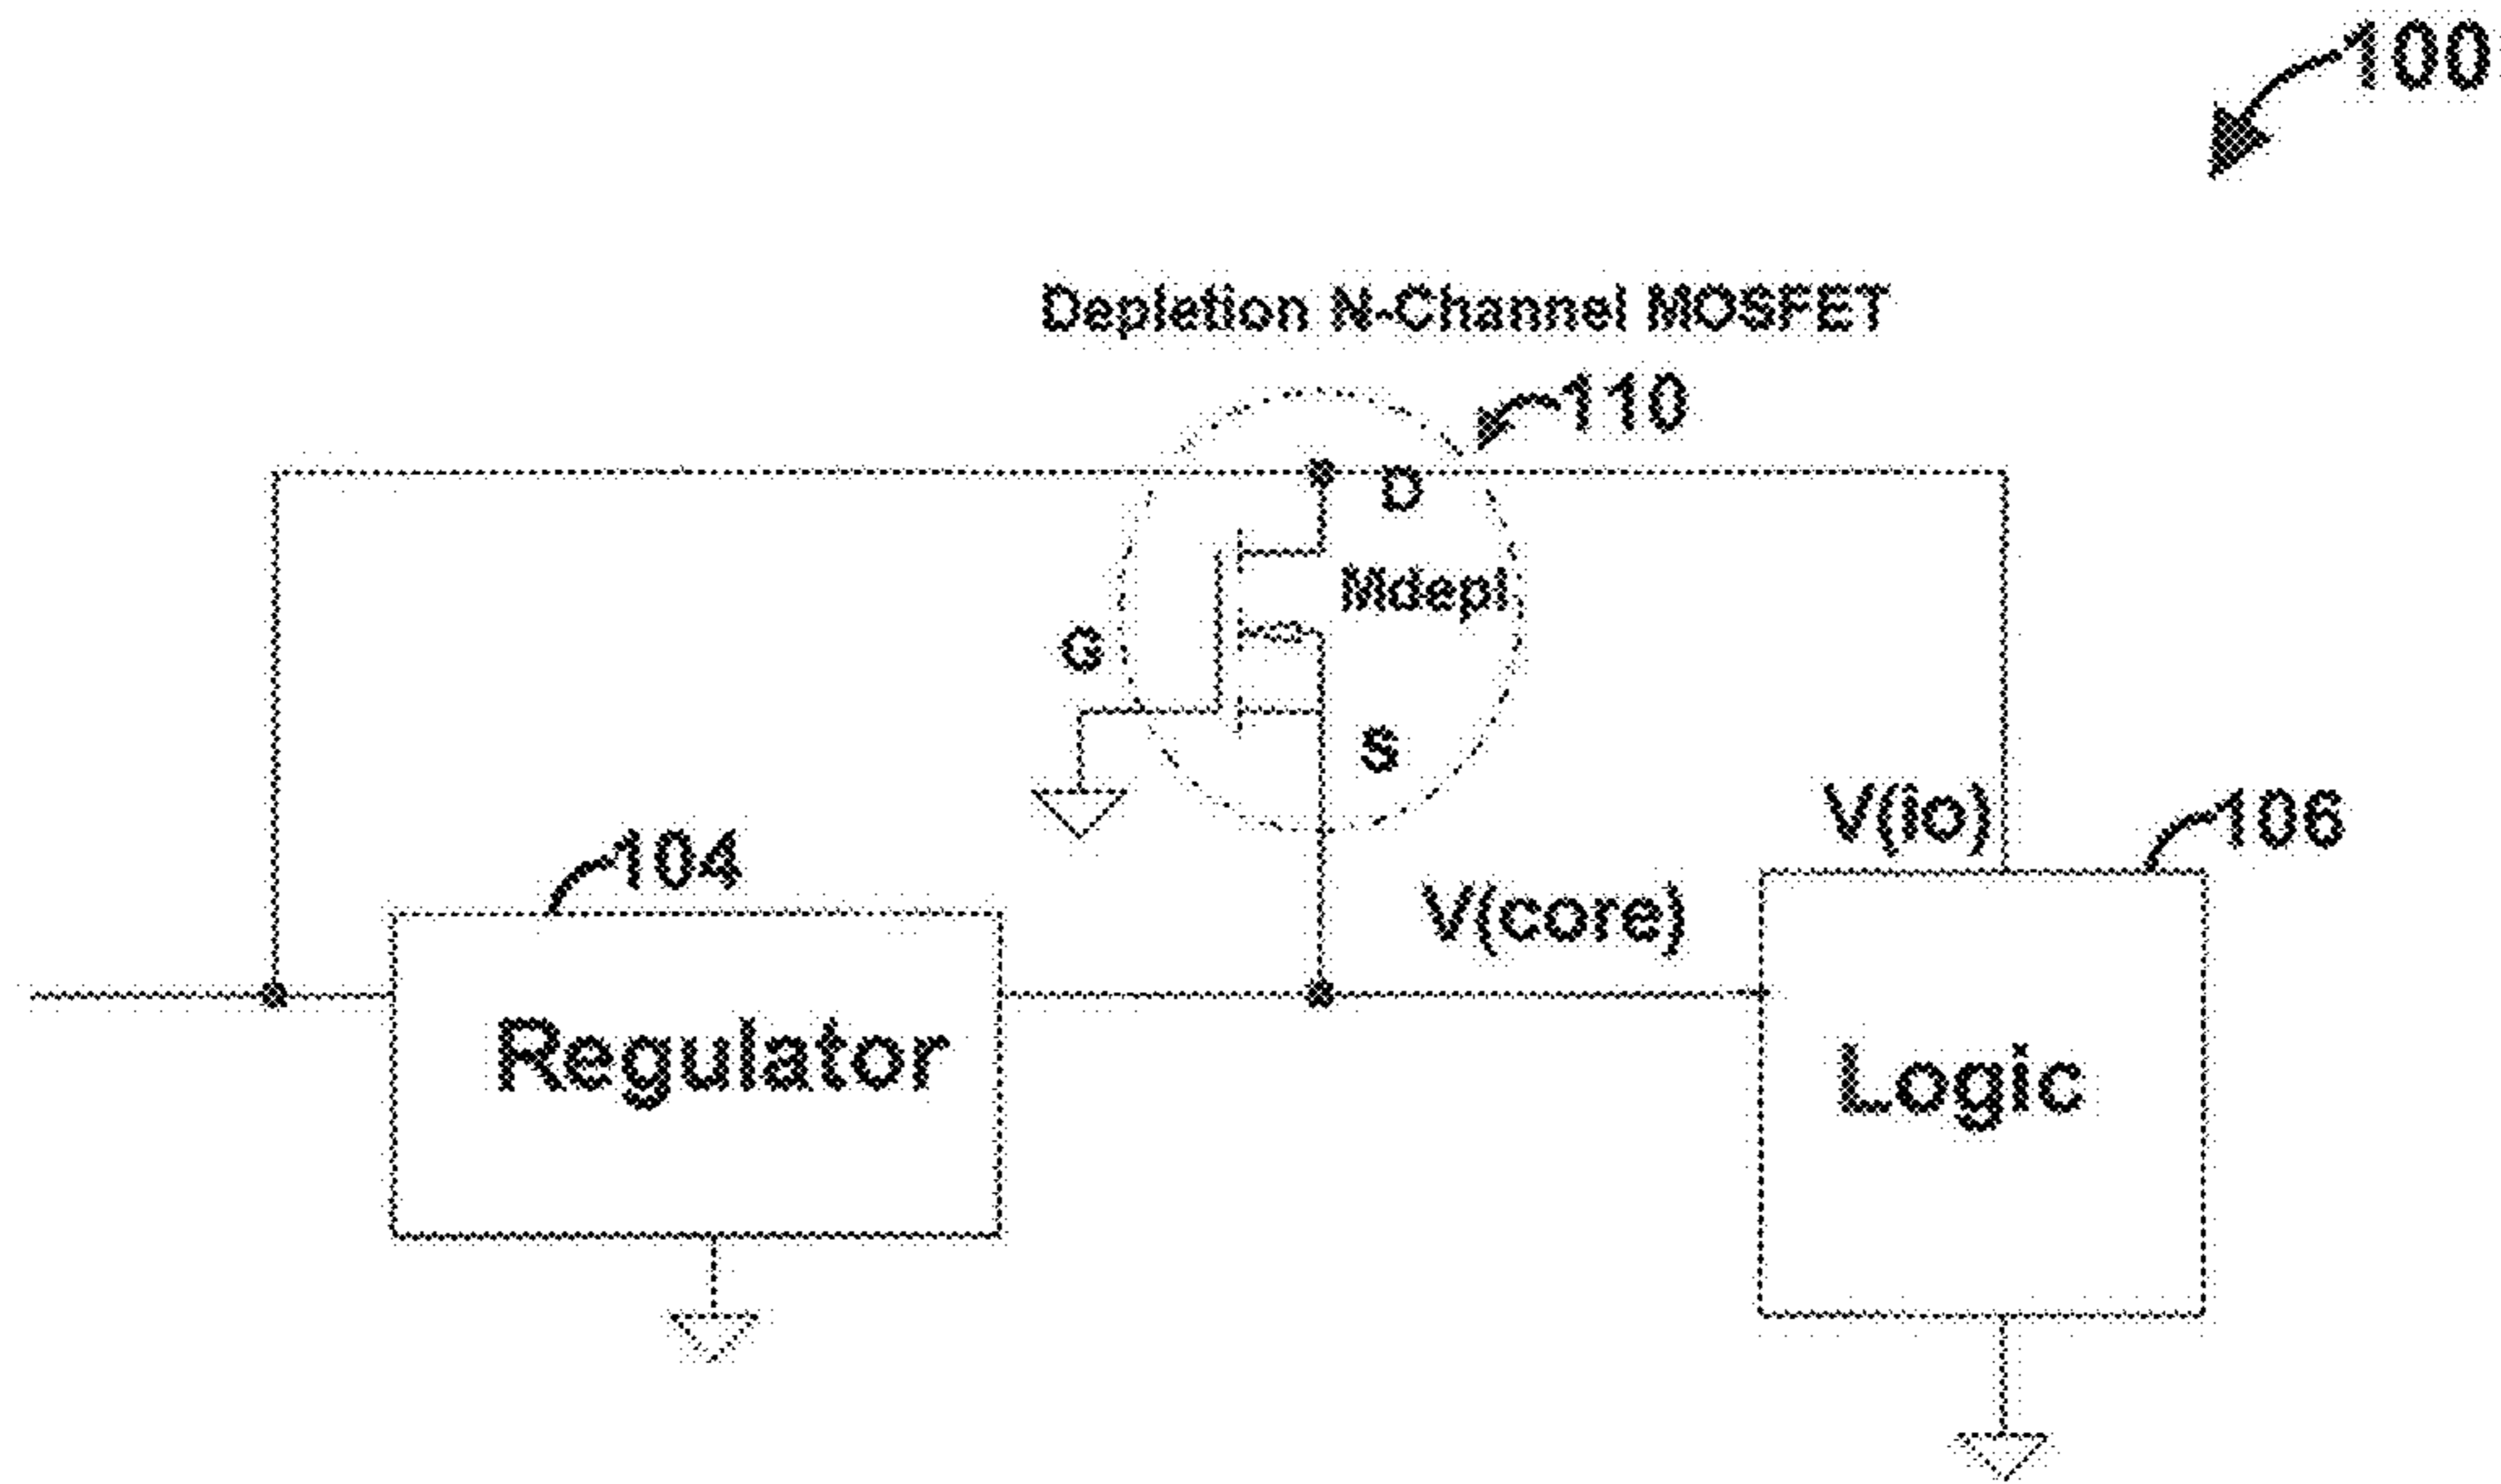 100
Depletion N-Channel MOSFET
110
D
Mdepl
G
S
V(io)
106
104
V(core)
Regulator
Logic